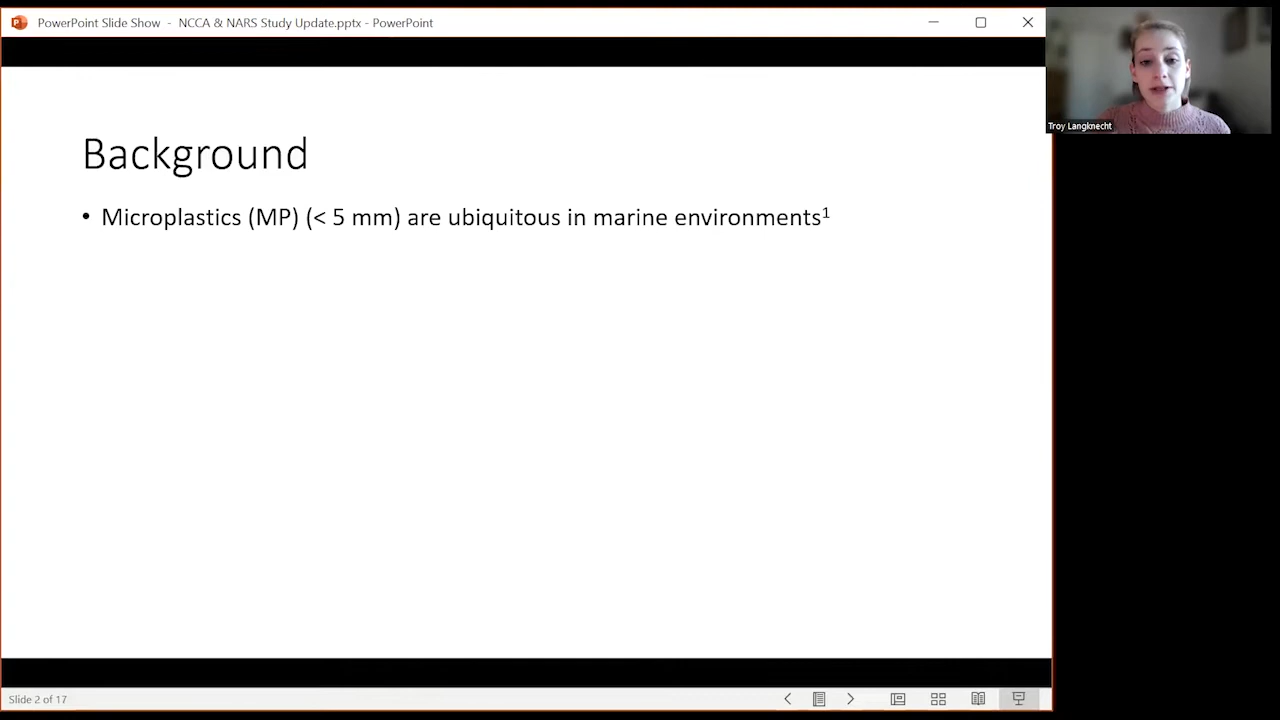 PowerPoint Slide Show - NCCA & NARS Study Update.pptx - PowerPoint
Troy Langknecht
Background
• Microplastics (MP) (< 5 mm) are ubiquitous in marine environments¹
Slide 2 of 17